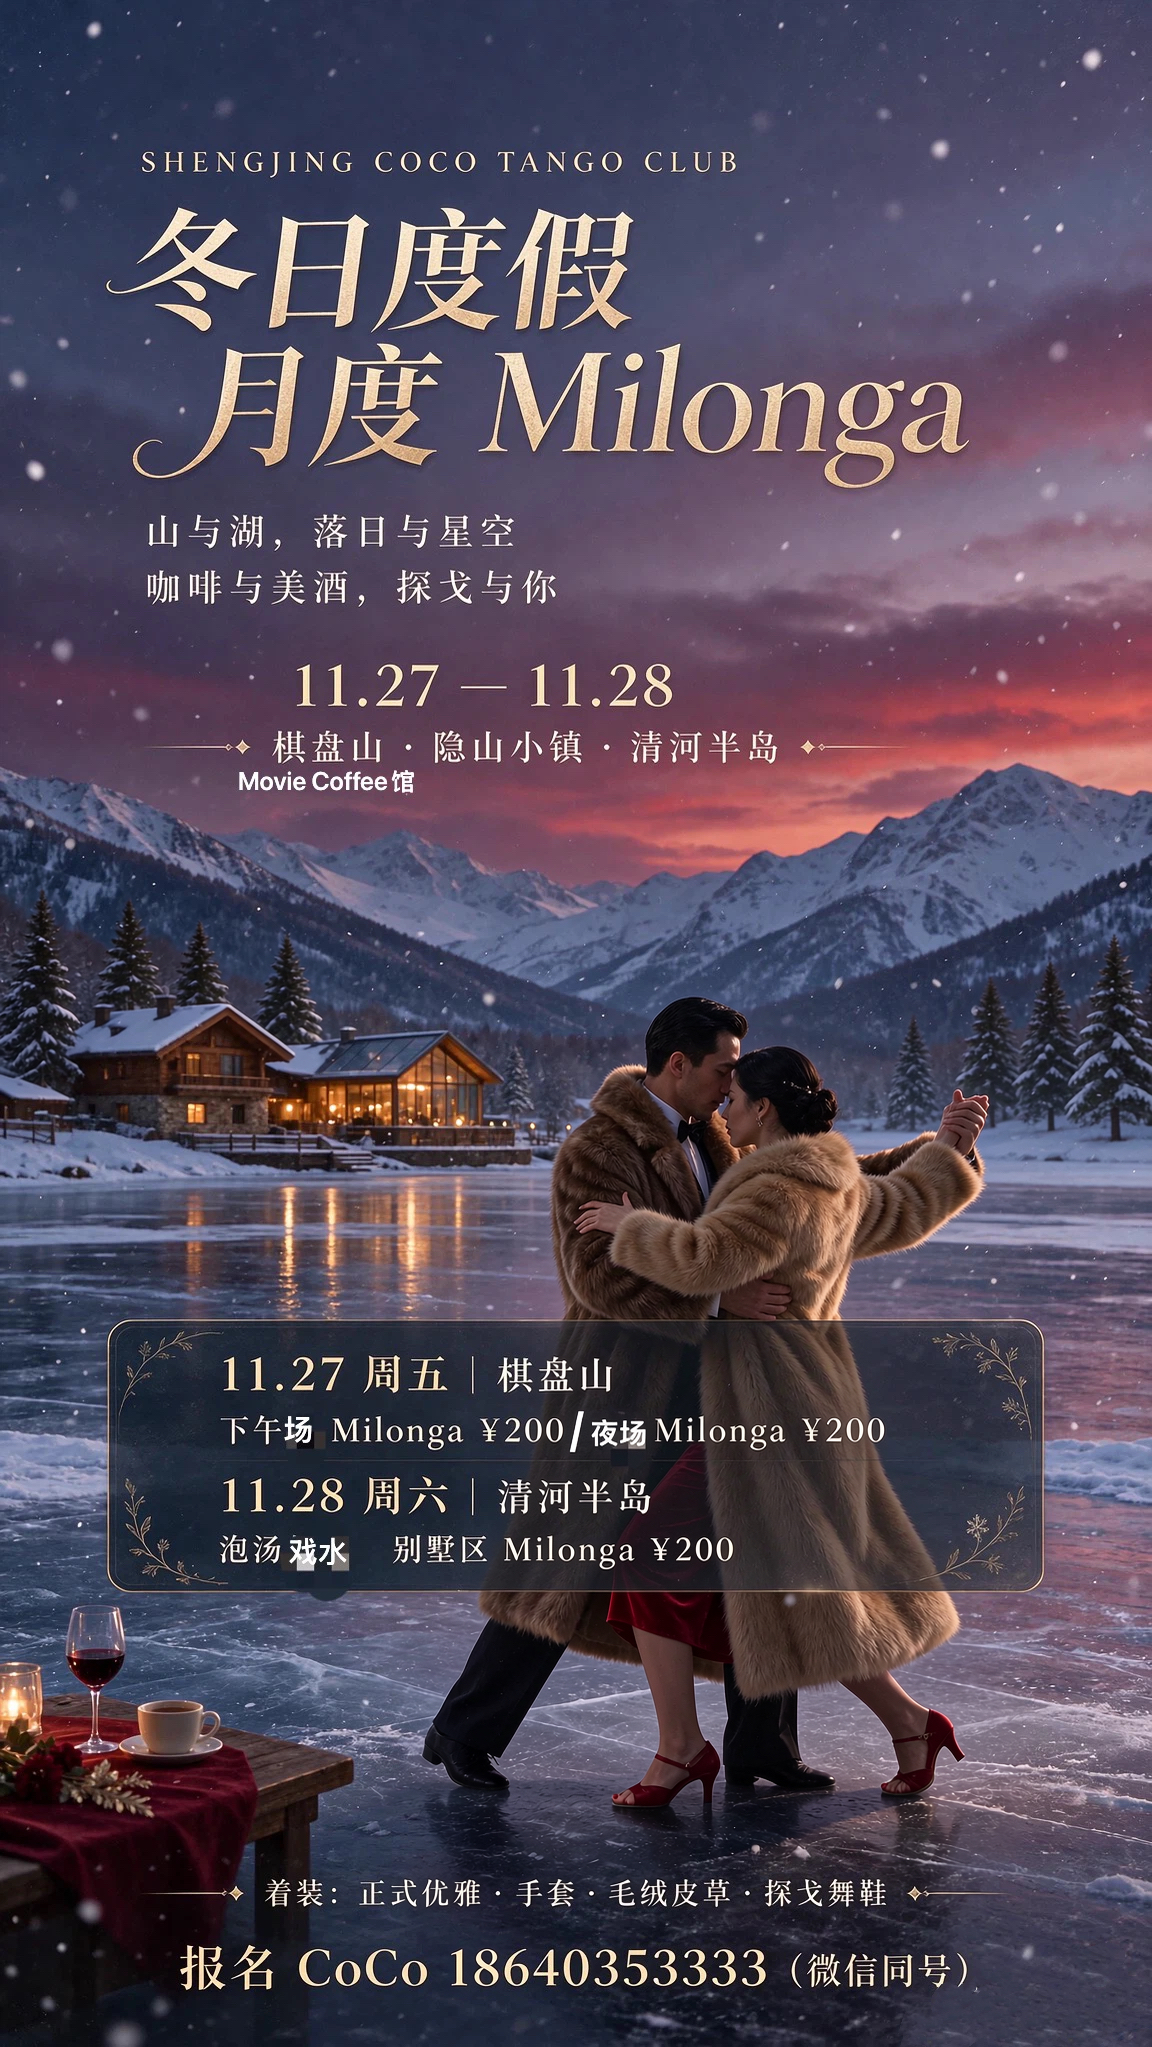 SHENGJING COCO TANGO CLUB
冬日度假
月度 Milonga
山与湖，落日与星空
咖啡与美酒，探戈与你
11.27 — 11.28
棋盘山 · 隐山小镇 · 清河半岛
Movie Coffee馆
11.27 周五｜棋盘山
下午场 Milonga ¥200/夜场 Milonga ¥200
11.28 周六｜清河半岛
泡汤戏水 别墅区 Milonga ¥200
着装：正式优雅 · 手套 · 毛绒皮草 · 探戈舞鞋
报名 CoCo 18640353333（微信同号）